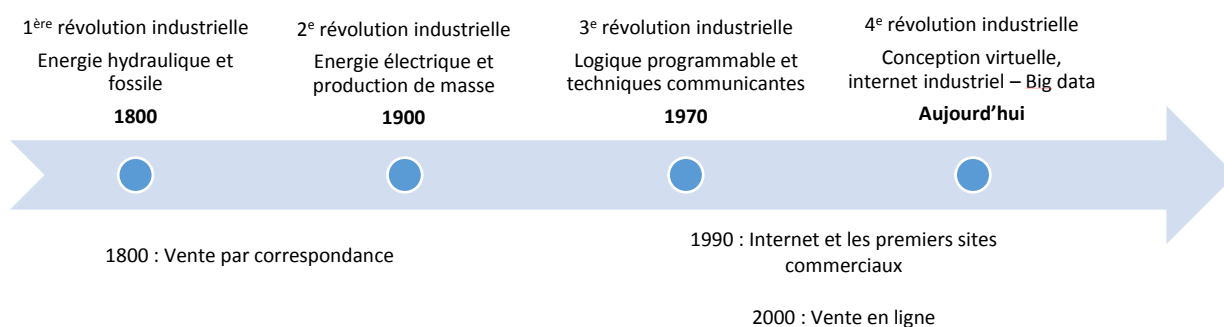 1ère révolution industrielle
Energie hydraulique et
fossile
1800
2e révolution industrielle
Energie électrique et
production de masse
1900
3e révolution industrielle
Logique programmable et
techniques communicantes
1970
4e révolution industrielle
Conception virtuelle,
internet industriel – Big data
Aujourd’hui
1800 : Vente par correspondance
1990 : Internet et les premiers sites
commerciaux
2000 : Vente en ligne